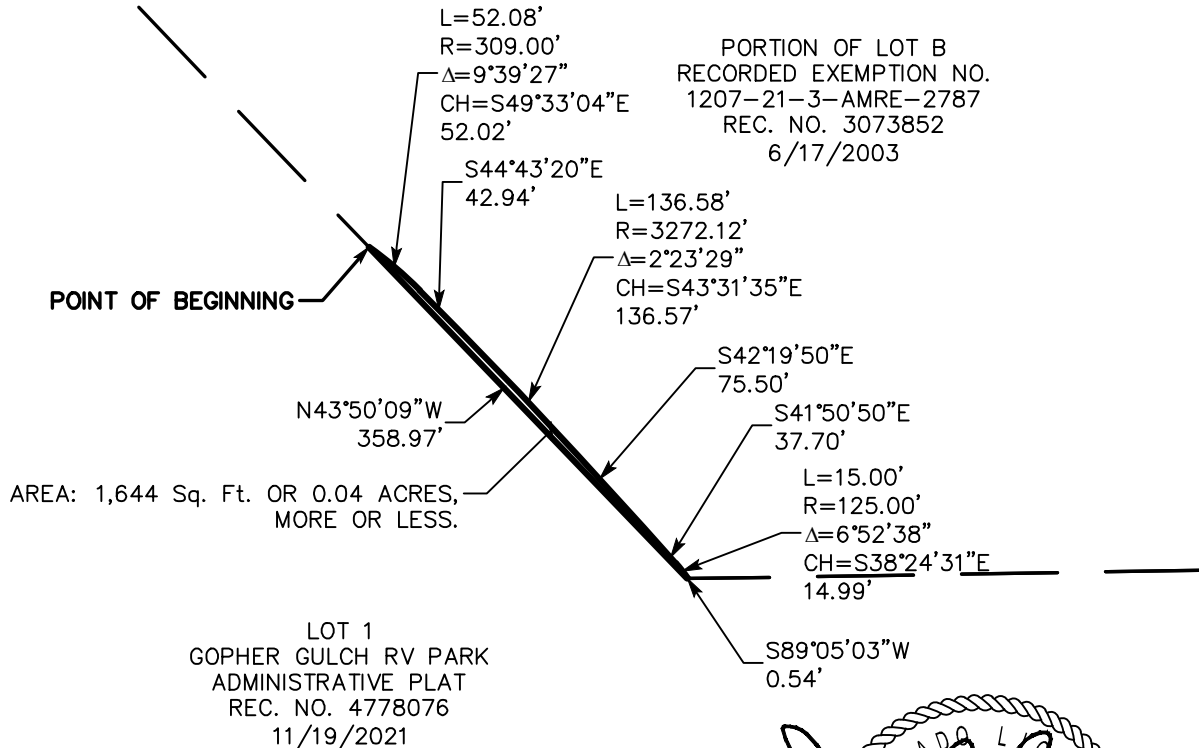 L=52.08'
R=309.00'
Δ=9°39'27"
CH=S49°33'04"E
52.02'
PORTION OF LOT B
RECORDED EXEMPTION NO.
1207-21-3-AMRE-2787
REC. NO. 3073852
6/17/2003
S44°43'20"E
42.94'
L=136.58'
R=3272.12'
Δ=2°23'29"
CH=S43°31'35"E
136.57'
POINT OF BEGINNING
S42°19'50"E
75.50'
N43°50'09"W
358.97'
S41°50'50"E
37.70'
AREA: 1,644 Sq. Ft. OR 0.04 ACRES,
MORE OR LESS.
L=15.00'
R=125.00'
Δ=6°52'38"
CH=S38°24'31"E
14.99'
S89°05'03"W
0.54'
LOT 1
GOPHER GULCH RV PARK
ADMINISTRATIVE PLAT
REC. NO. 4778076
11/19/2021